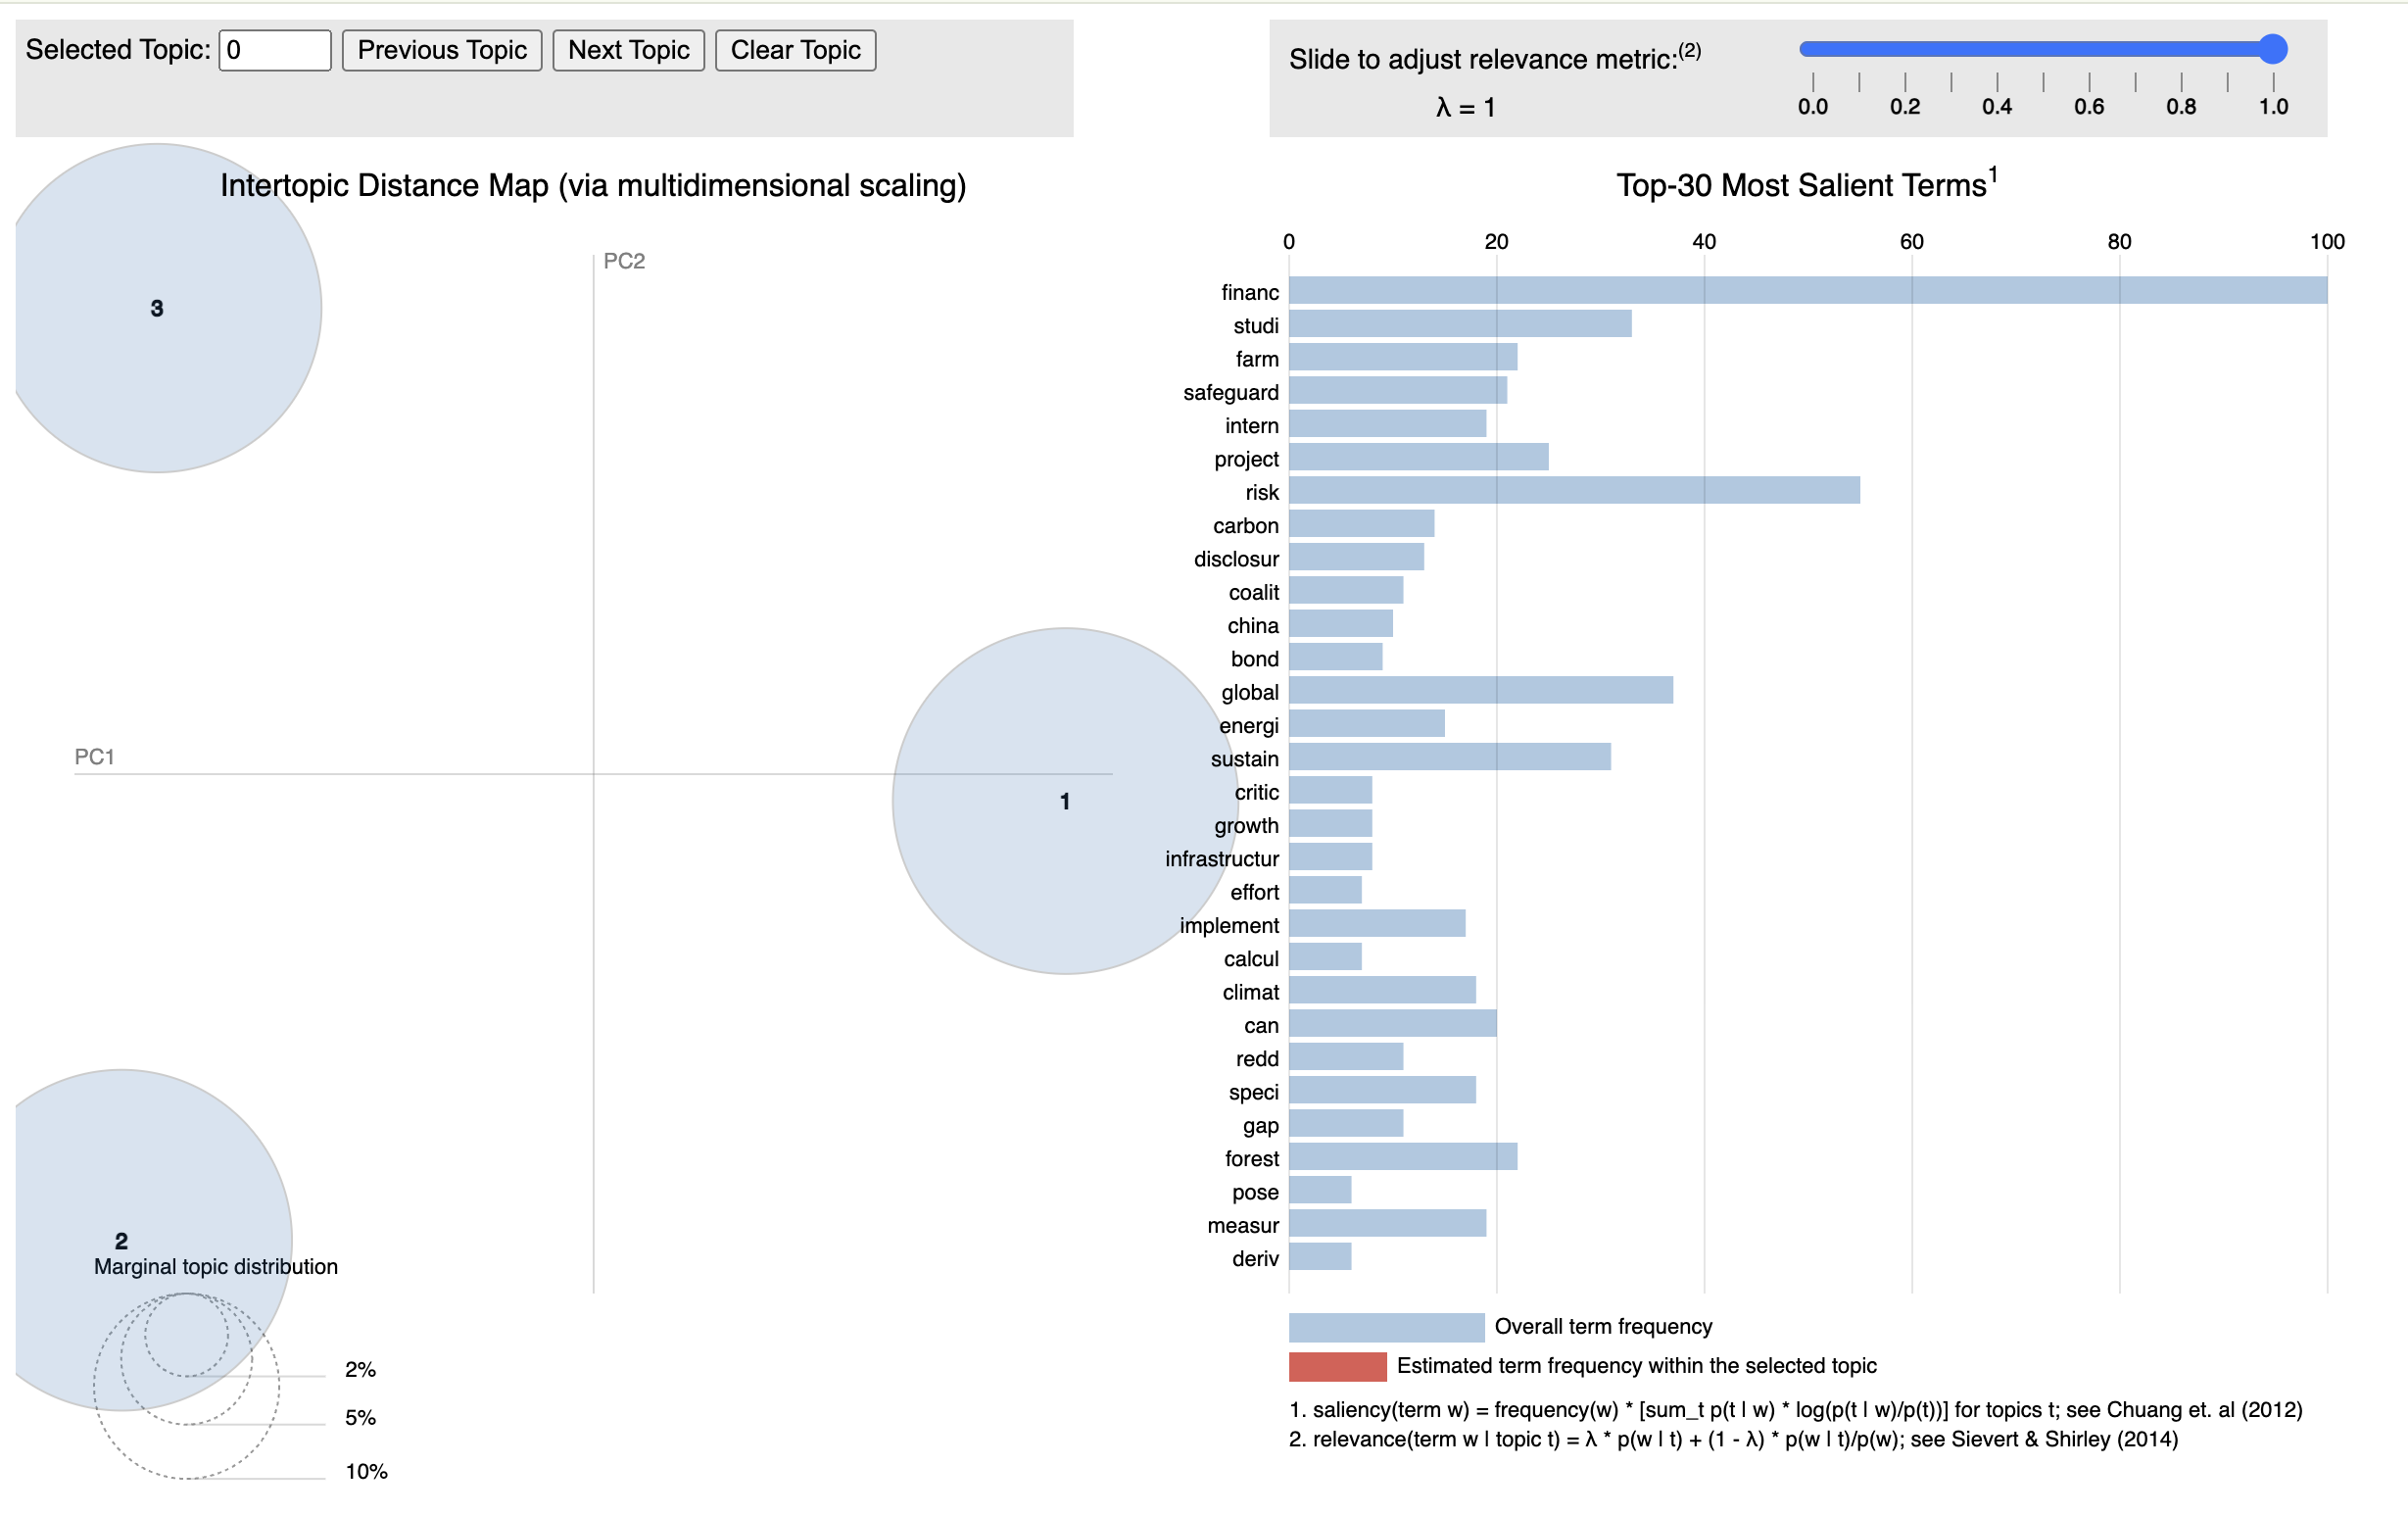 Selected Topic: 0 Previous Topic Next Topic Clear Topic
Slide to adjust relevance metric:(2)
λ = 1
0.0 0.2 0.4 0.6 0.8 1.0
Intertopic Distance Map (via multidimensional scaling)
PC2
PC1
3
1
2
Marginal topic distribution
2%
5%
10%
Top-30 Most Salient Terms1
0 20 40 60 80 100
financ
studi
farm
safeguard
intern
project
risk
carbon
disclosur
coalit
china
bond
global
energi
sustain
critic
growth
infrastructur
effort
implement
calcul
climat
can
redd
speci
gap
forest
pose
measur
deriv
Overall term frequency
Estimated term frequency within the selected topic
1. saliency(term w) = frequency(w) * [sum_t p(t | w) * log(p(t | w)/p(t))] for topics t; see Chuang et. al (2012)
2. relevance(term w | topic t) = λ * p(w | t) + (1 - λ) * p(w | t)/p(w); see Sievert & Shirley (2014)